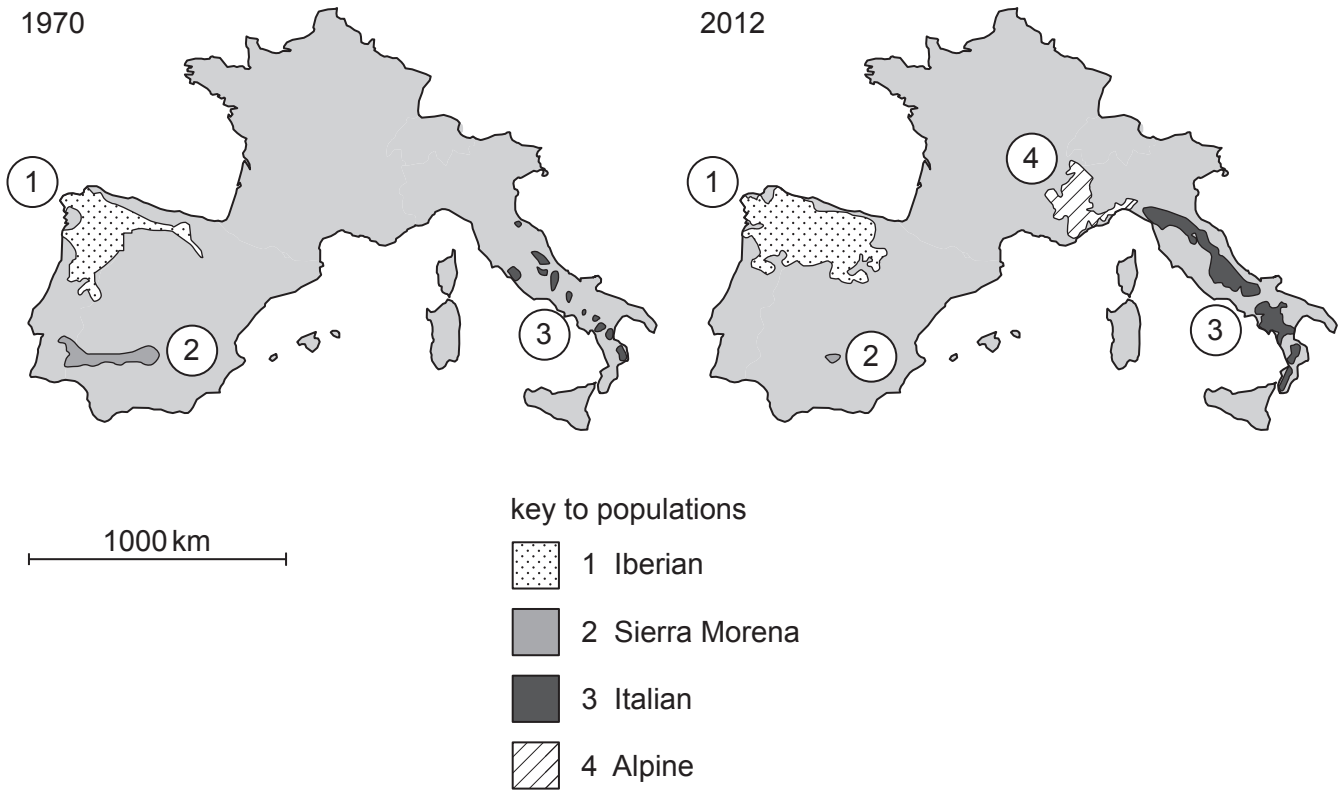 1970
2012
1
2
3
1
4
2
3
1000 km
key to populations
1 Iberian
2 Sierra Morena
3 Italian
4 Alpine